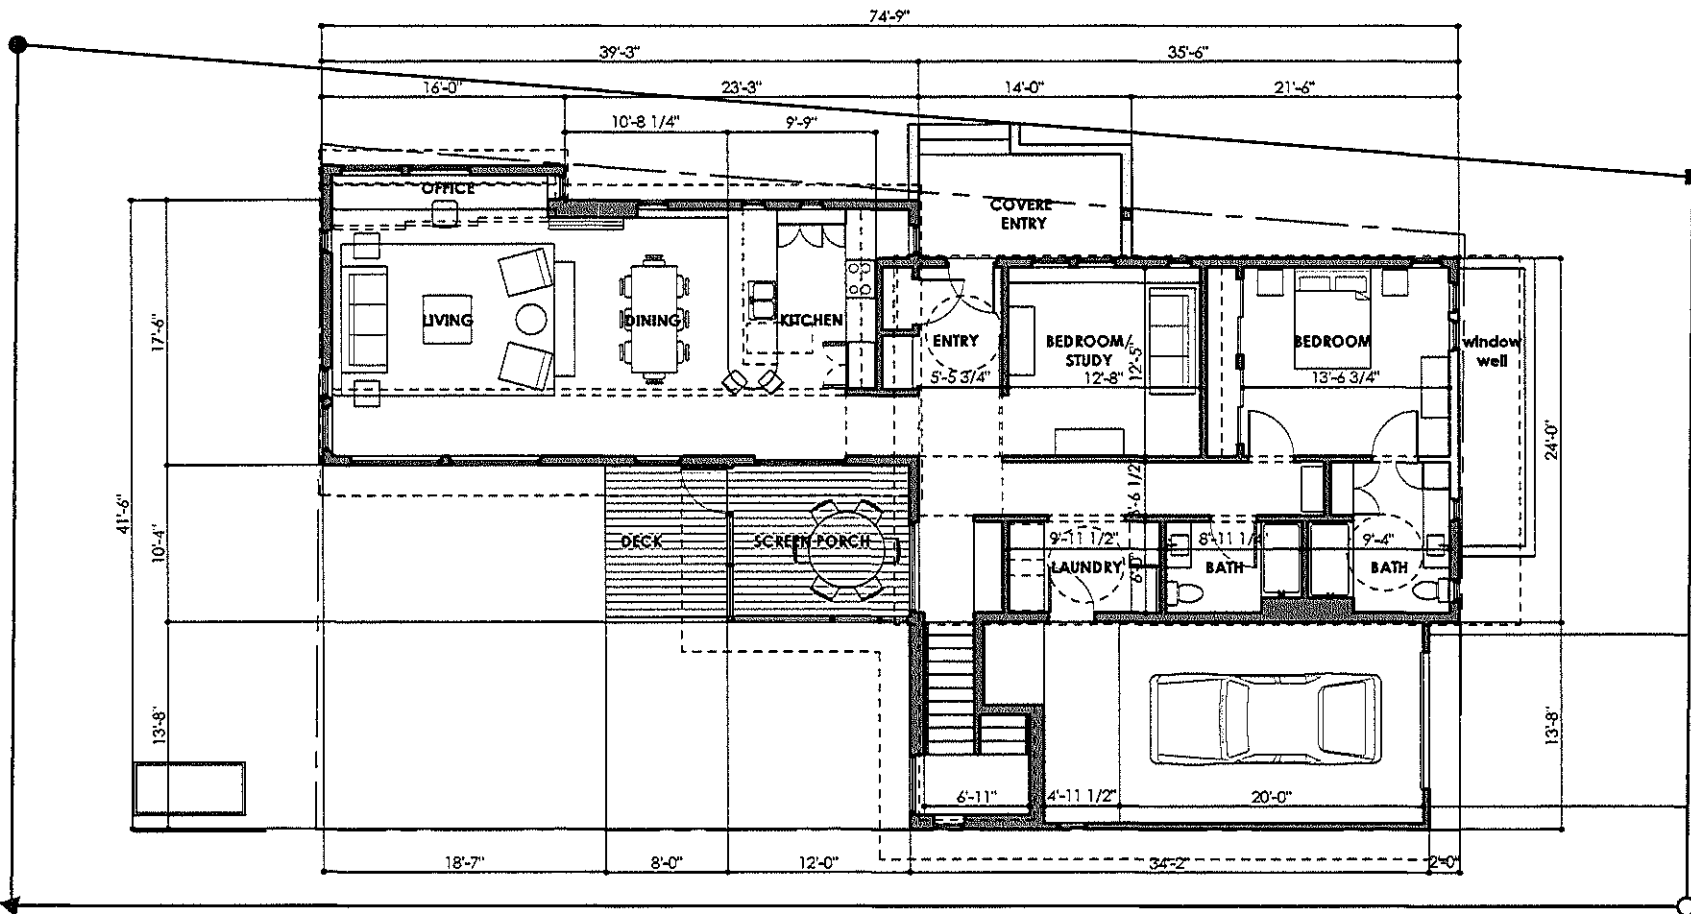 74'-9"
39'-3"
35'-6"
16'-0"
23'-3"
14'-0"
21'-6"
10'-8 1/4"
9'-9"
OFFICE
COVERE
ENTRY
LIVING
DINING
KITCHEN
ENTRY
BEDROOM/
STUDY
BEDROOM
window
well
5'-5 3/4"
12'-8"
12'-5"
13'-6 3/4"
17'-6"
24'-0"
41'-6"
10'-4"
DECK
SCREEN PORCH
9'-11 1/2"
8'-11 1/4"
9'-4"
LAUNDRY
BATH
BATH
13'-8"
13'-8"
6'-11"
4'-11 1/2"
20'-0"
18'-7"
8'-0"
12'-0"
34'-2"
2'-0"